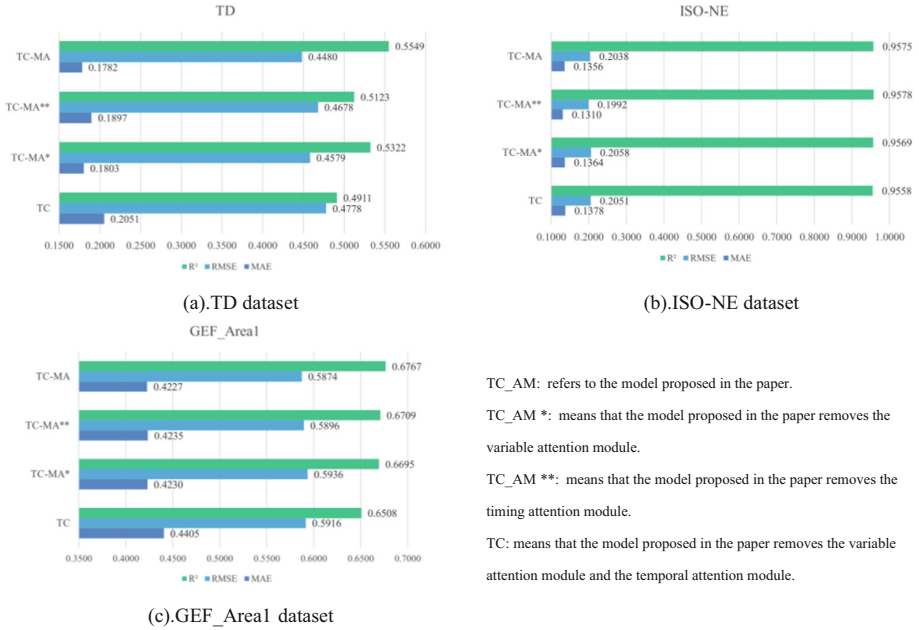 TD
TC-MA
0.5549
0.4480
0.1782
TC-MA**
0.5123
0.4678
0.1897
TC-MA*
0.5322
0.4579
0.1803
TC
0.4911
0.4778
0.2051
0.1500 0.2000 0.2500 0.3000 0.3500 0.4000 0.4500 0.5000 0.5500 0.6000
R² RMSE MAE
(a).TD dataset
ISO-NE
TC-MA
0.9575
0.2038
0.1356
TC-MA**
0.9578
0.1992
0.1310
TC-MA*
0.9569
0.2058
0.1364
TC
0.9558
0.2051
0.1378
0.1000 0.2000 0.3000 0.4000 0.5000 0.6000 0.7000 0.8000 0.9000 1.0000
R² RMSE MAE
(b).ISO-NE dataset
GEF_Area1
TC-MA
0.6767
0.5874
0.4227
TC-MA**
0.6709
0.5896
0.4235
TC-MA*
0.6695
0.5936
0.4230
TC
0.6508
0.5916
0.4405
0.3500 0.4000 0.4500 0.5000 0.5500 0.6000 0.6500 0.7000
R² RMSE MAE
(c).GEF_Area1 dataset
TC_AM: refers to the model proposed in the paper.
TC_AM *: means that the model proposed in the paper removes the
variable attention module.
TC_AM **: means that the model proposed in the paper removes the
timing attention module.
TC: means that the model proposed in the paper removes the variable
attention module and the temporal attention module.